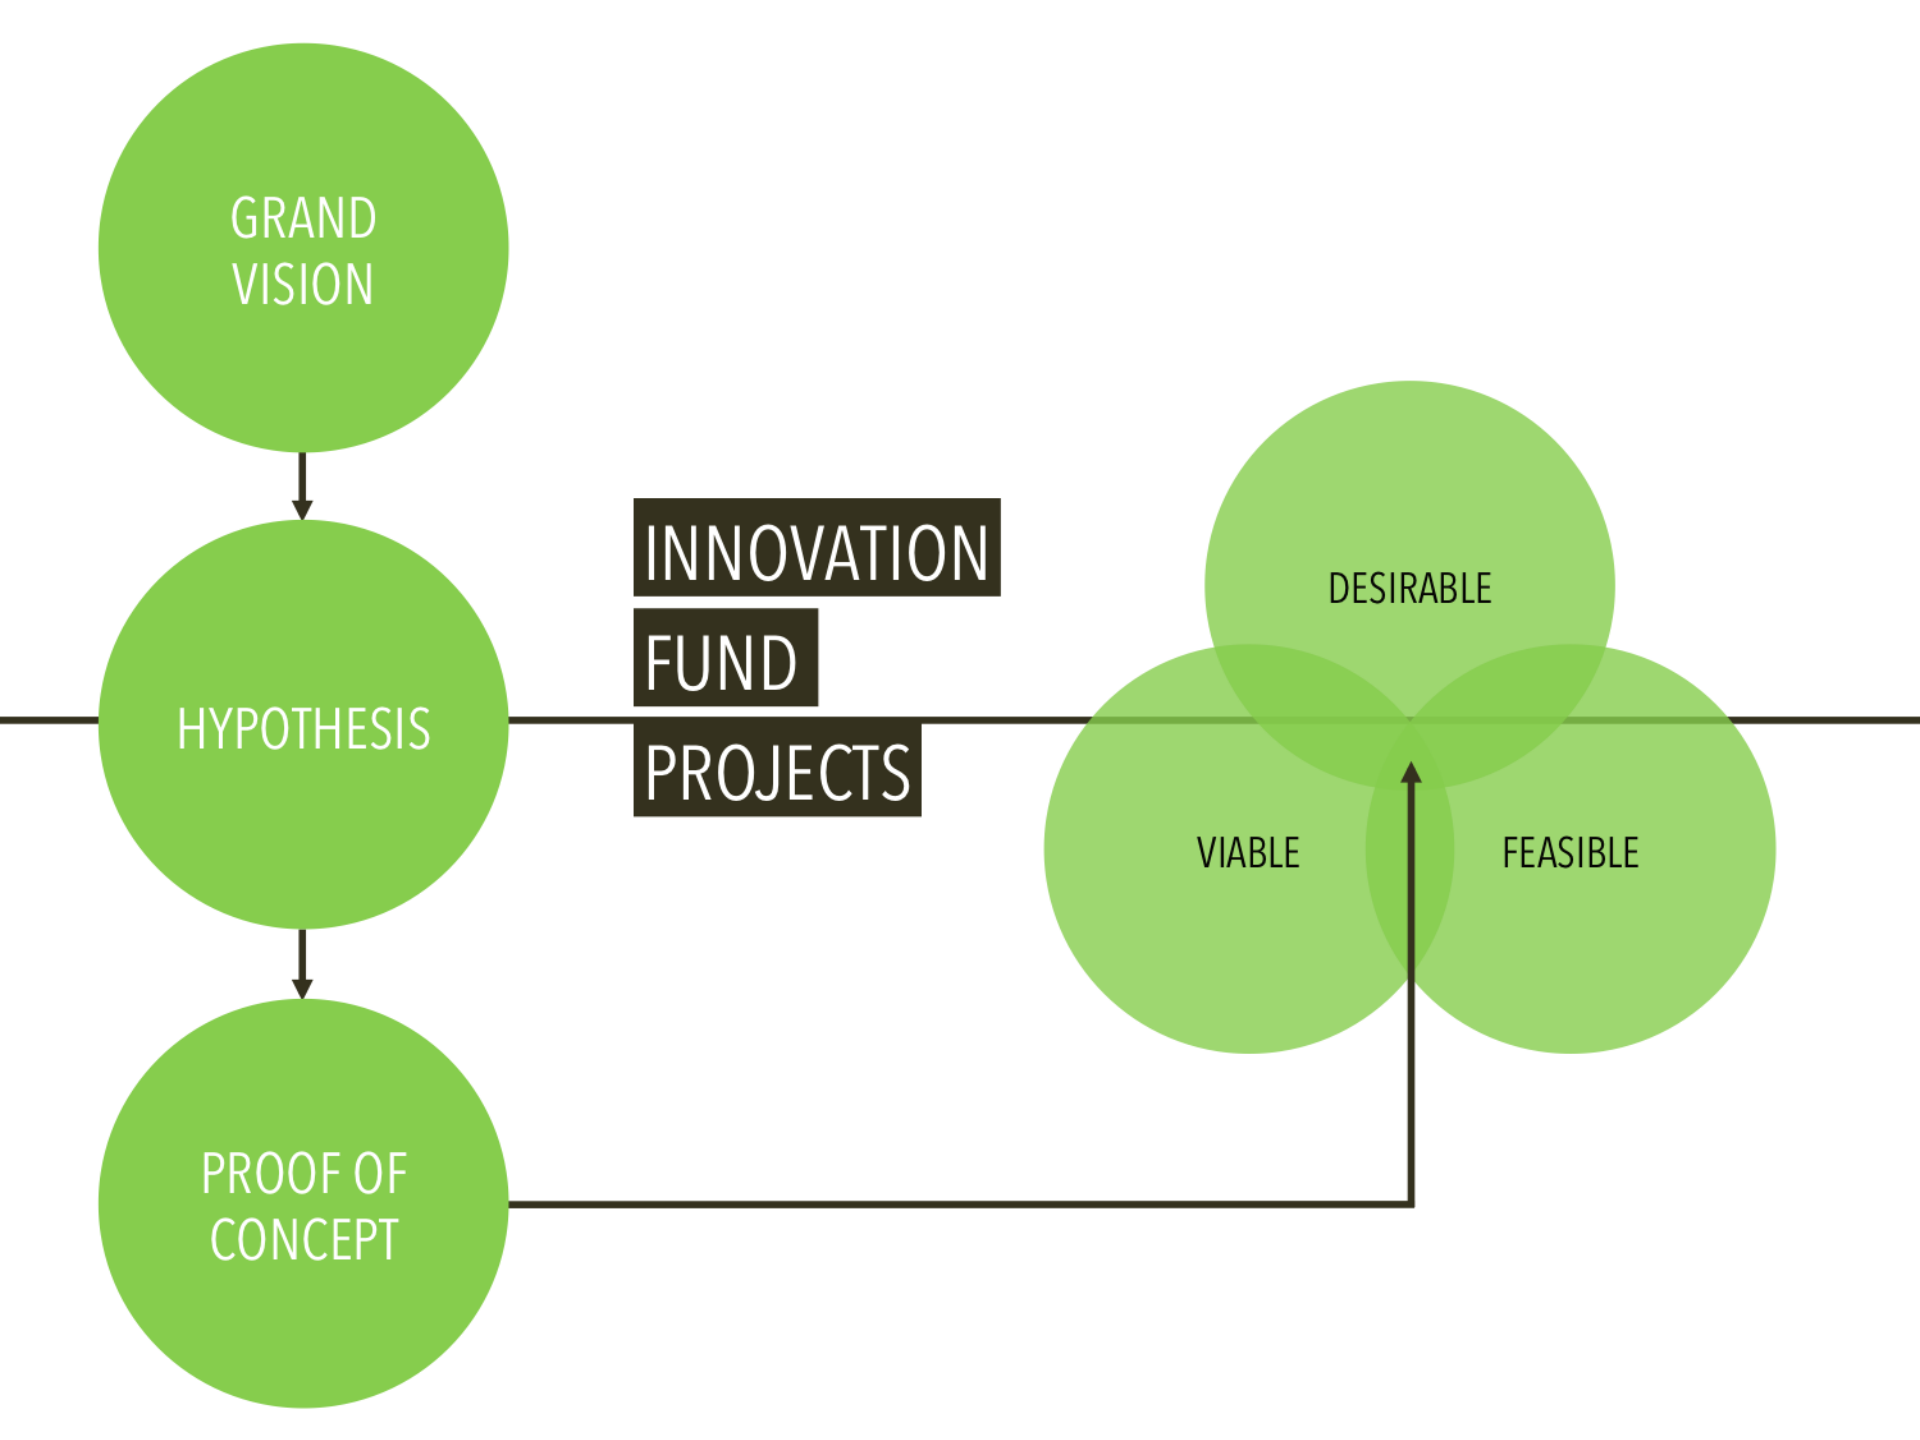 GRAND
VISION
HYPOTHESIS
PROOF OF
CONCEPT
INNOVATION
FUND
PROJECTS
DESIRABLE
VIABLE
FEASIBLE